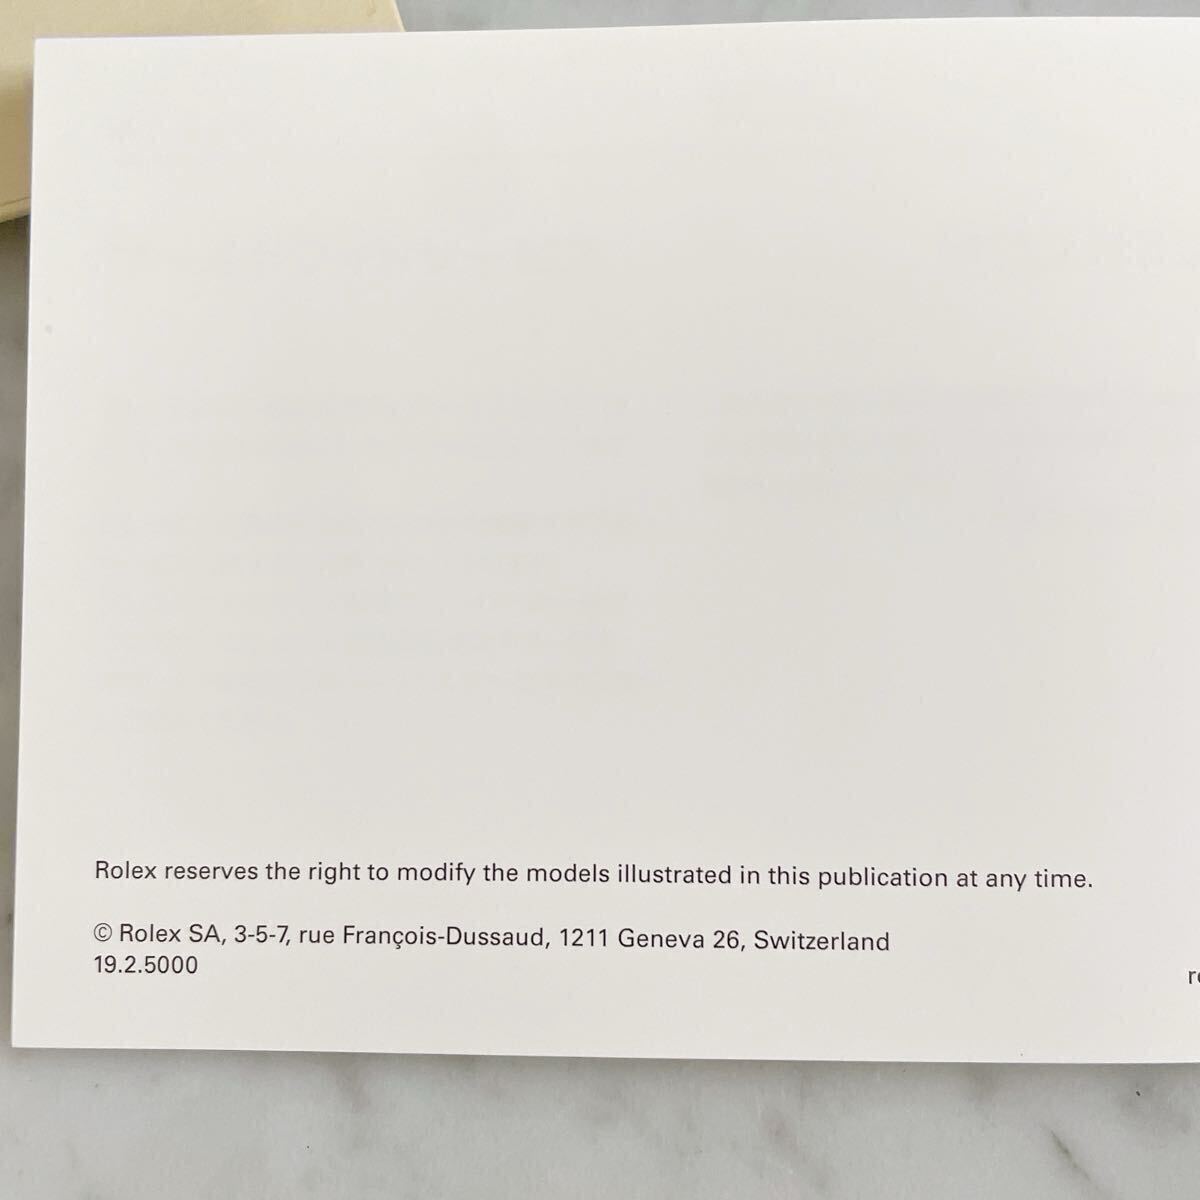 Rolex reserves the right to modify the models illustrated in this publication at any time.
© Rolex SA, 3-5-7, rue François-Dussaud, 1211 Geneva 26, Switzerland
19.2.5000